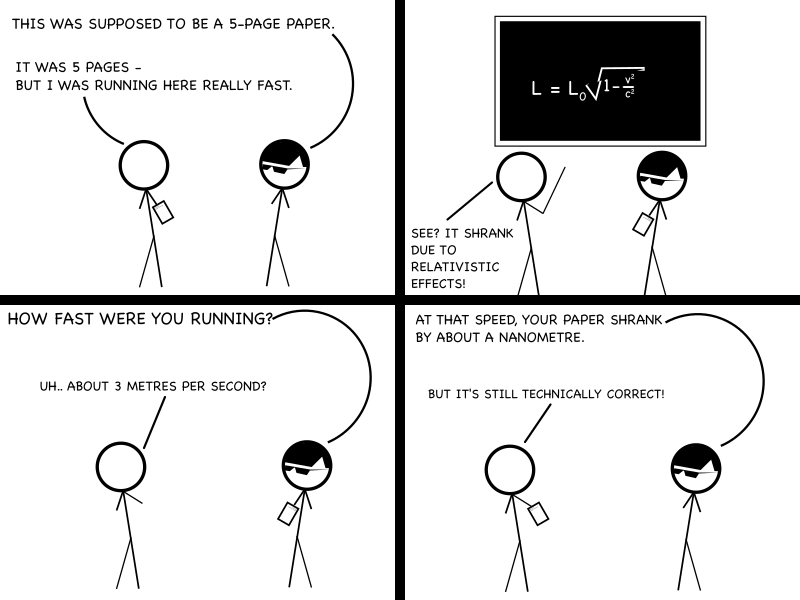 THIS WAS SUPPOSED TO BE A 5-PAGE PAPER.
IT WAS 5 PAGES –
BUT I WAS RUNNING HERE REALLY FAST.
L = L₀√1-v²/c²
SEE? IT SHRANK
DUE TO
RELATIVISTIC
EFFECTS!
HOW FAST WERE YOU RUNNING?
UH.. ABOUT 3 METRES PER SECOND?
AT THAT SPEED, YOUR PAPER SHRANK
BY ABOUT A NANOMETRE.
BUT IT'S STILL TECHNICALLY CORRECT!